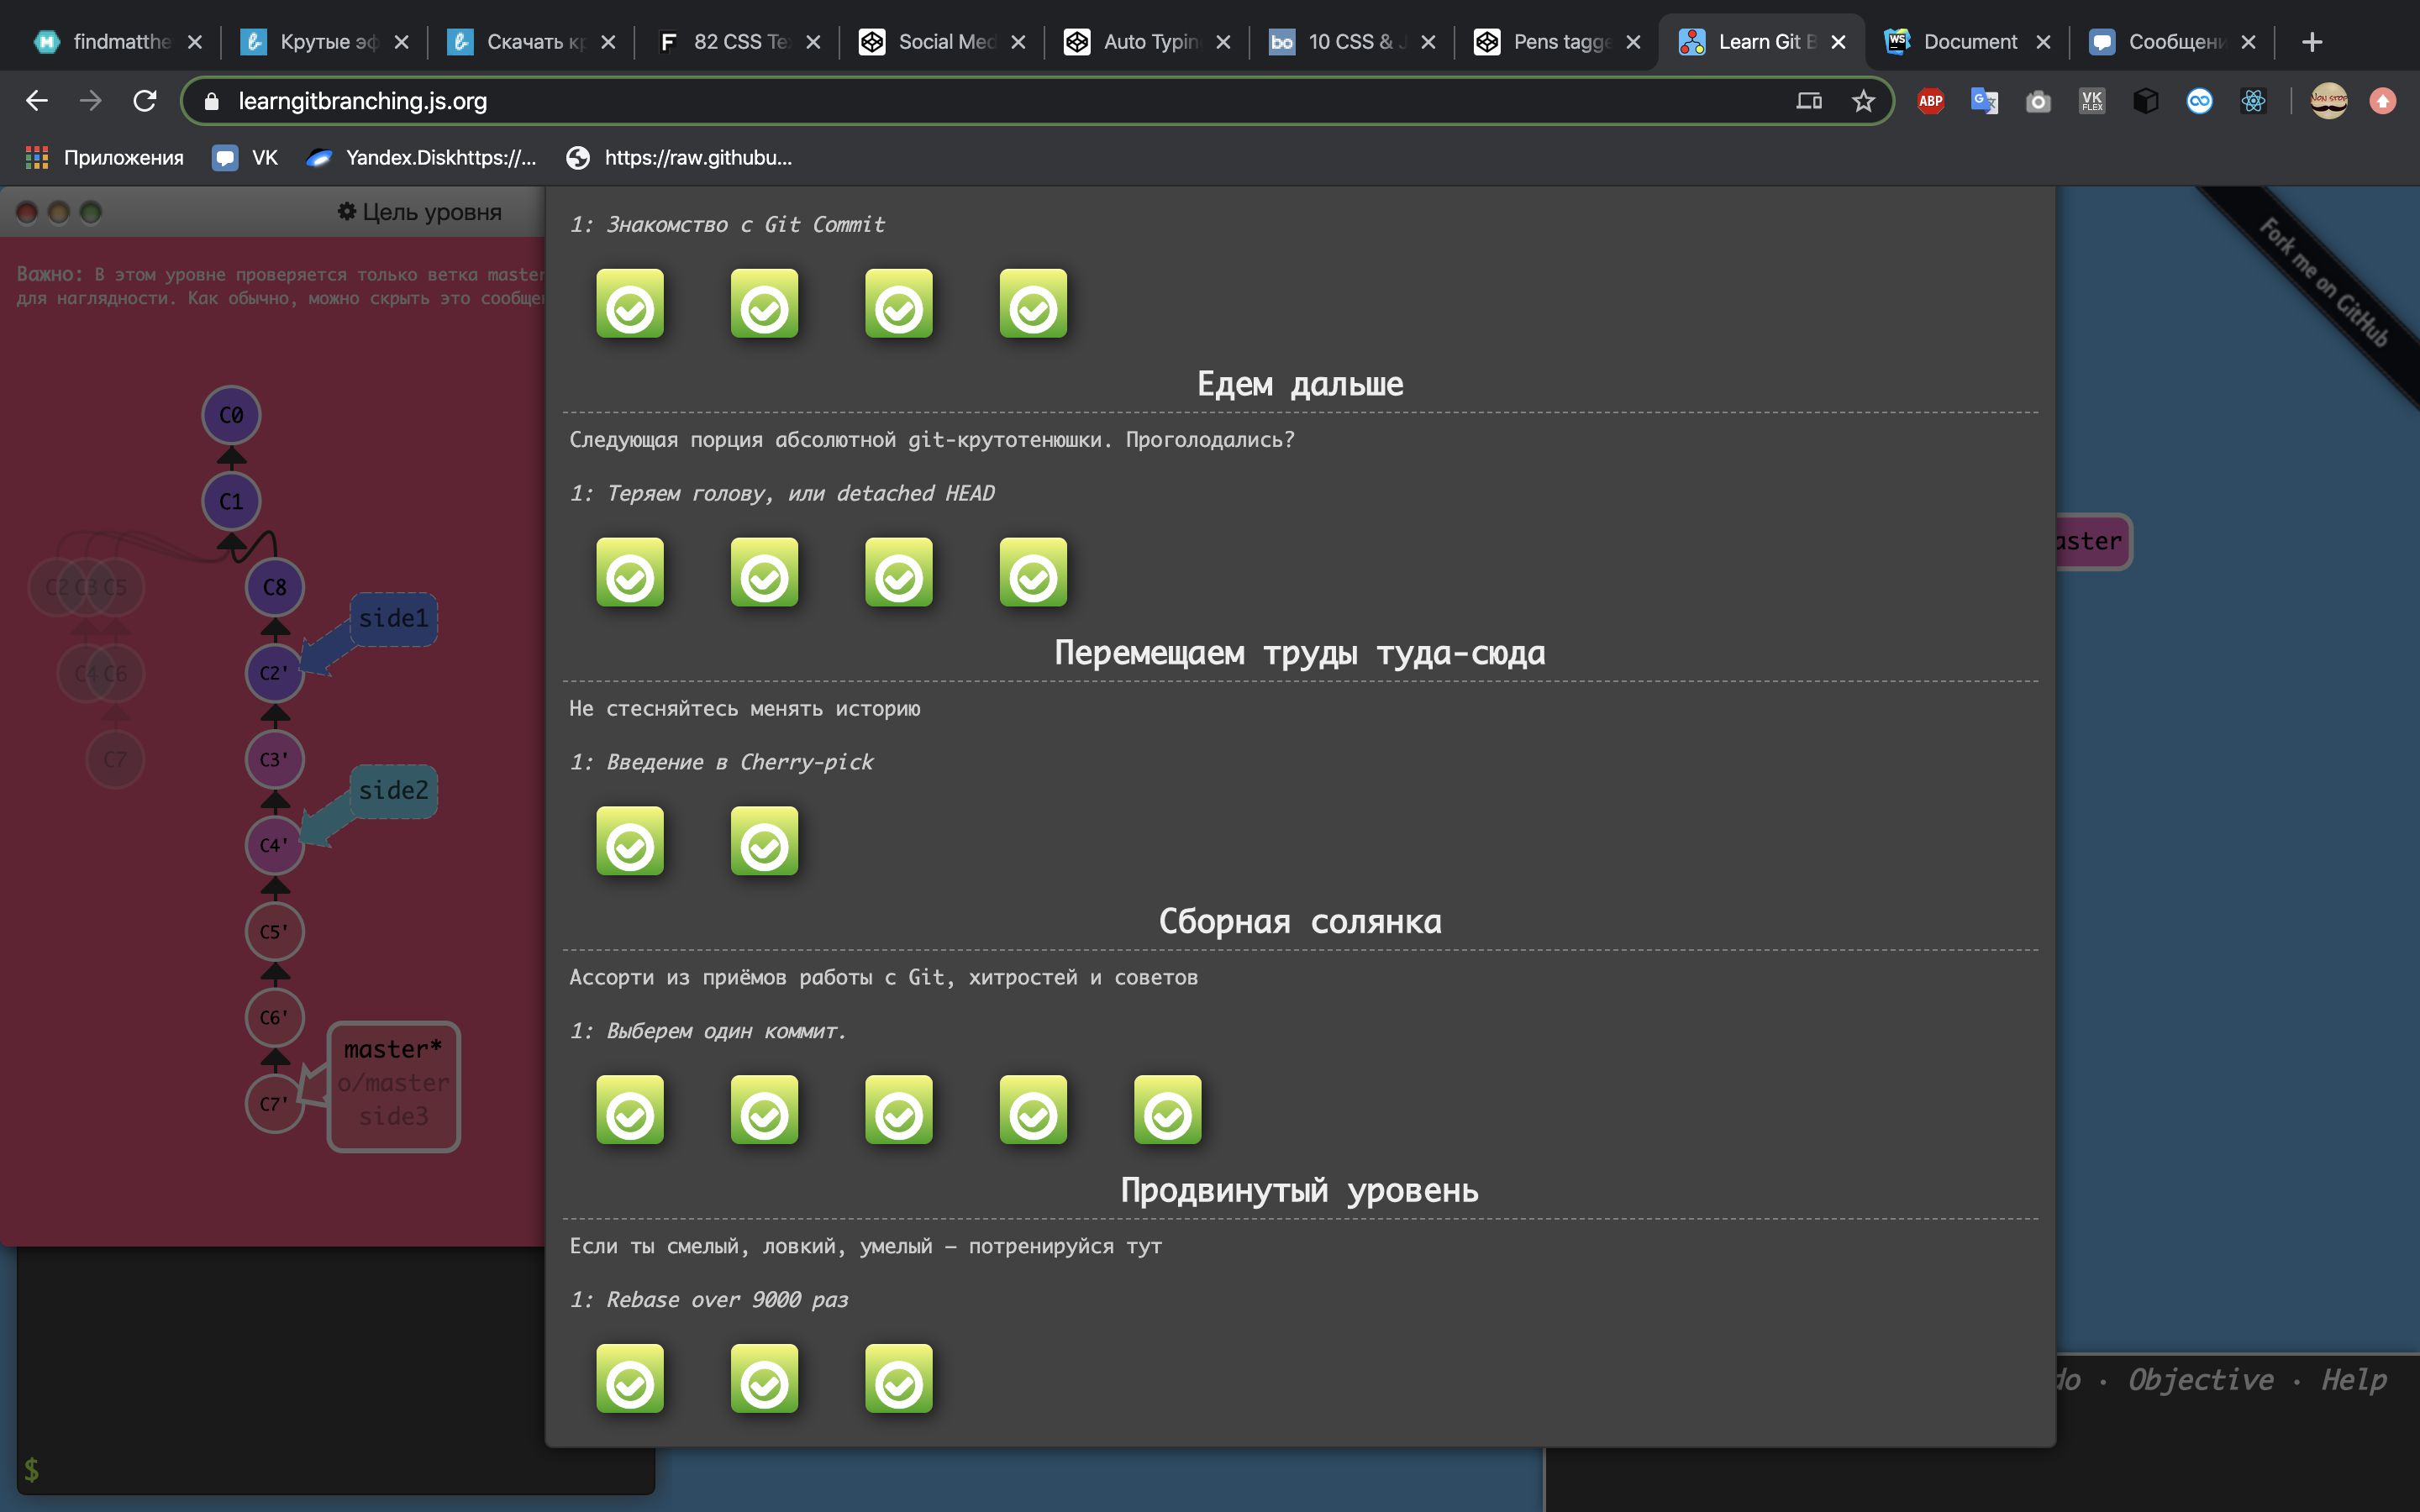 findmatthe
Крутые эф
Скачать кр
82 CSS Te
Social Med
Auto Typin
10 CSS & J
Pens tagge
Learn Git B
Document
Сообщени
learngitbranching.js.org
ABP
VK FLEX
Приложения
VK
Yandex.Diskhttps://...
https://raw.githubu...
Цель уровня
Важно: В этом уровне проверяется только ветка master
для наглядности. Как обычно, можно скрыть это сообще
C0
C1
C2
C3
C5
C8
side1
C4
C6
C2'
C7
C3'
side2
C4'
C5'
C6'
master*
o/master
side3
C7'
$
1: Знакомство с Git Commit
Едем дальше
Следующая порция абсолютной git-крутотенюшки. Проголодались?
1: Теряем голову, или detached HEAD
Перемещаем труды туда-сюда
Не стесняйтесь менять историю
1: Введение в Cherry-pick
Сборная солянка
Ассорти из приёмов работы с Git, хитростей и советов
1: Выберем один коммит.
Продвинутый уровень
Если ты смелый, ловкий, умелый — потренируйся тут
1: Rebase over 9000 раз
Fork me on GitHub
aster
do · Objective · Help